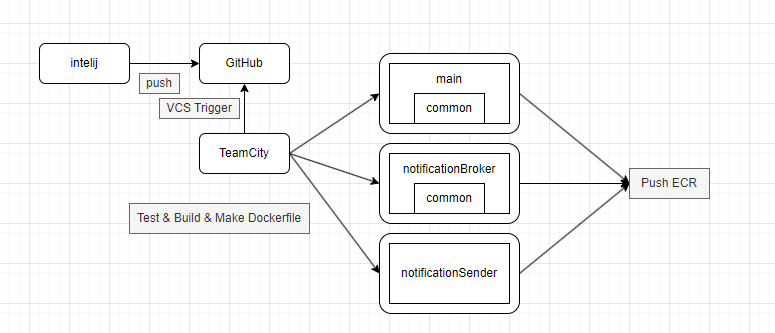 intelij
GitHub
push
VCS Trigger
TeamCity
Test & Build & Make Dockerfile
main
common
notificationBroker
common
notificationSender
Push ECR